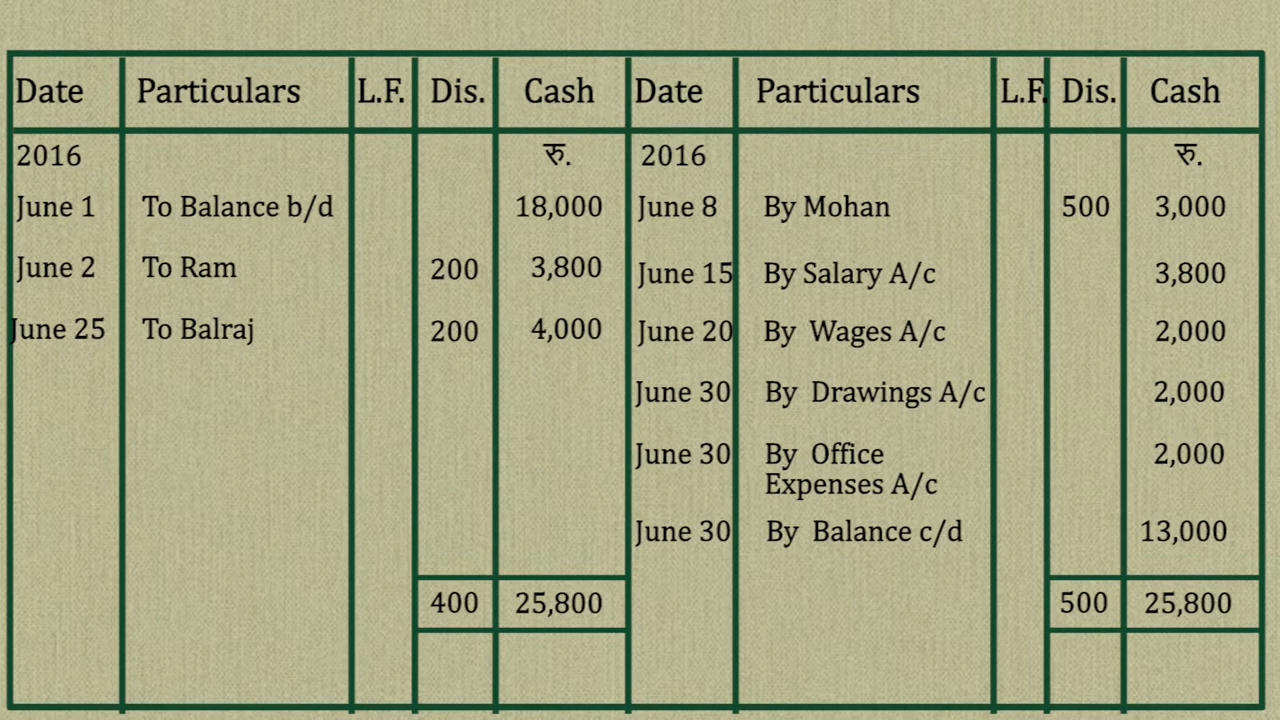 Date Particulars L.F. Dis. Cash Date Particulars L.F. Dis. Cash
2016 रु. 2016 रु.
June 1 To Balance b/d 18,000 June 8 By Mohan 500 3,000
June 2 To Ram 200 3,800 June 15 By Salary A/c 3,800
June 25 To Balraj 200 4,000 June 20 By Wages A/c 2,000
June 30 By Drawings A/c 2,000
June 30 By Office 2,000
Expenses A/c
June 30 By Balance c/d 13,000
400 25,800 500 25,800